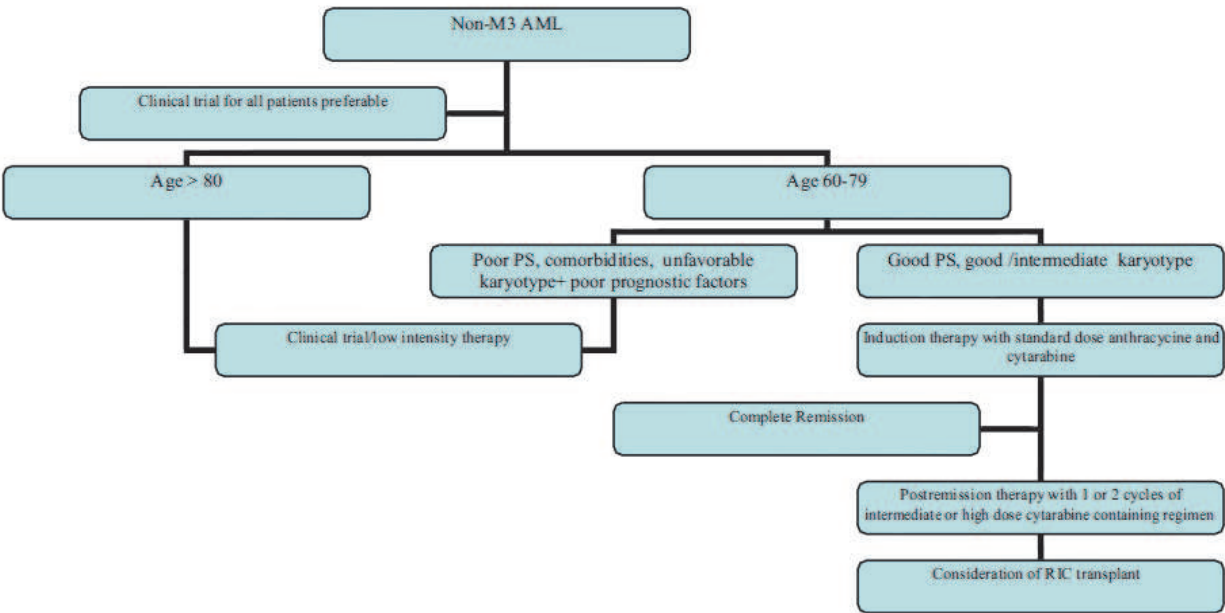 Non-M3 AML
Clinical trial for all patients preferable
Age > 80
Age 60-79
Poor PS, comorbidities, unfavorable
karyotype+ poor prognostic factors
Good PS, good /intermediate karyotype
Clinical trial/low intensity therapy
Induction therapy with standard dose anthracycine and
cytarabine
Complete Remission
Postremission therapy with 1 or 2 cycles of
intermediate or high dose cytarabine containing regimen
Consideration of RIC transplant